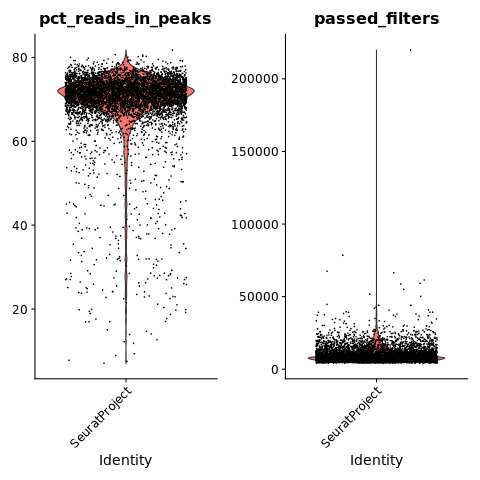 pct_reads_in_peaks
80
60
40
20
SeuratProject
Identity
passed_filters
200000
150000
100000
50000
0
SeuratProject
Identity